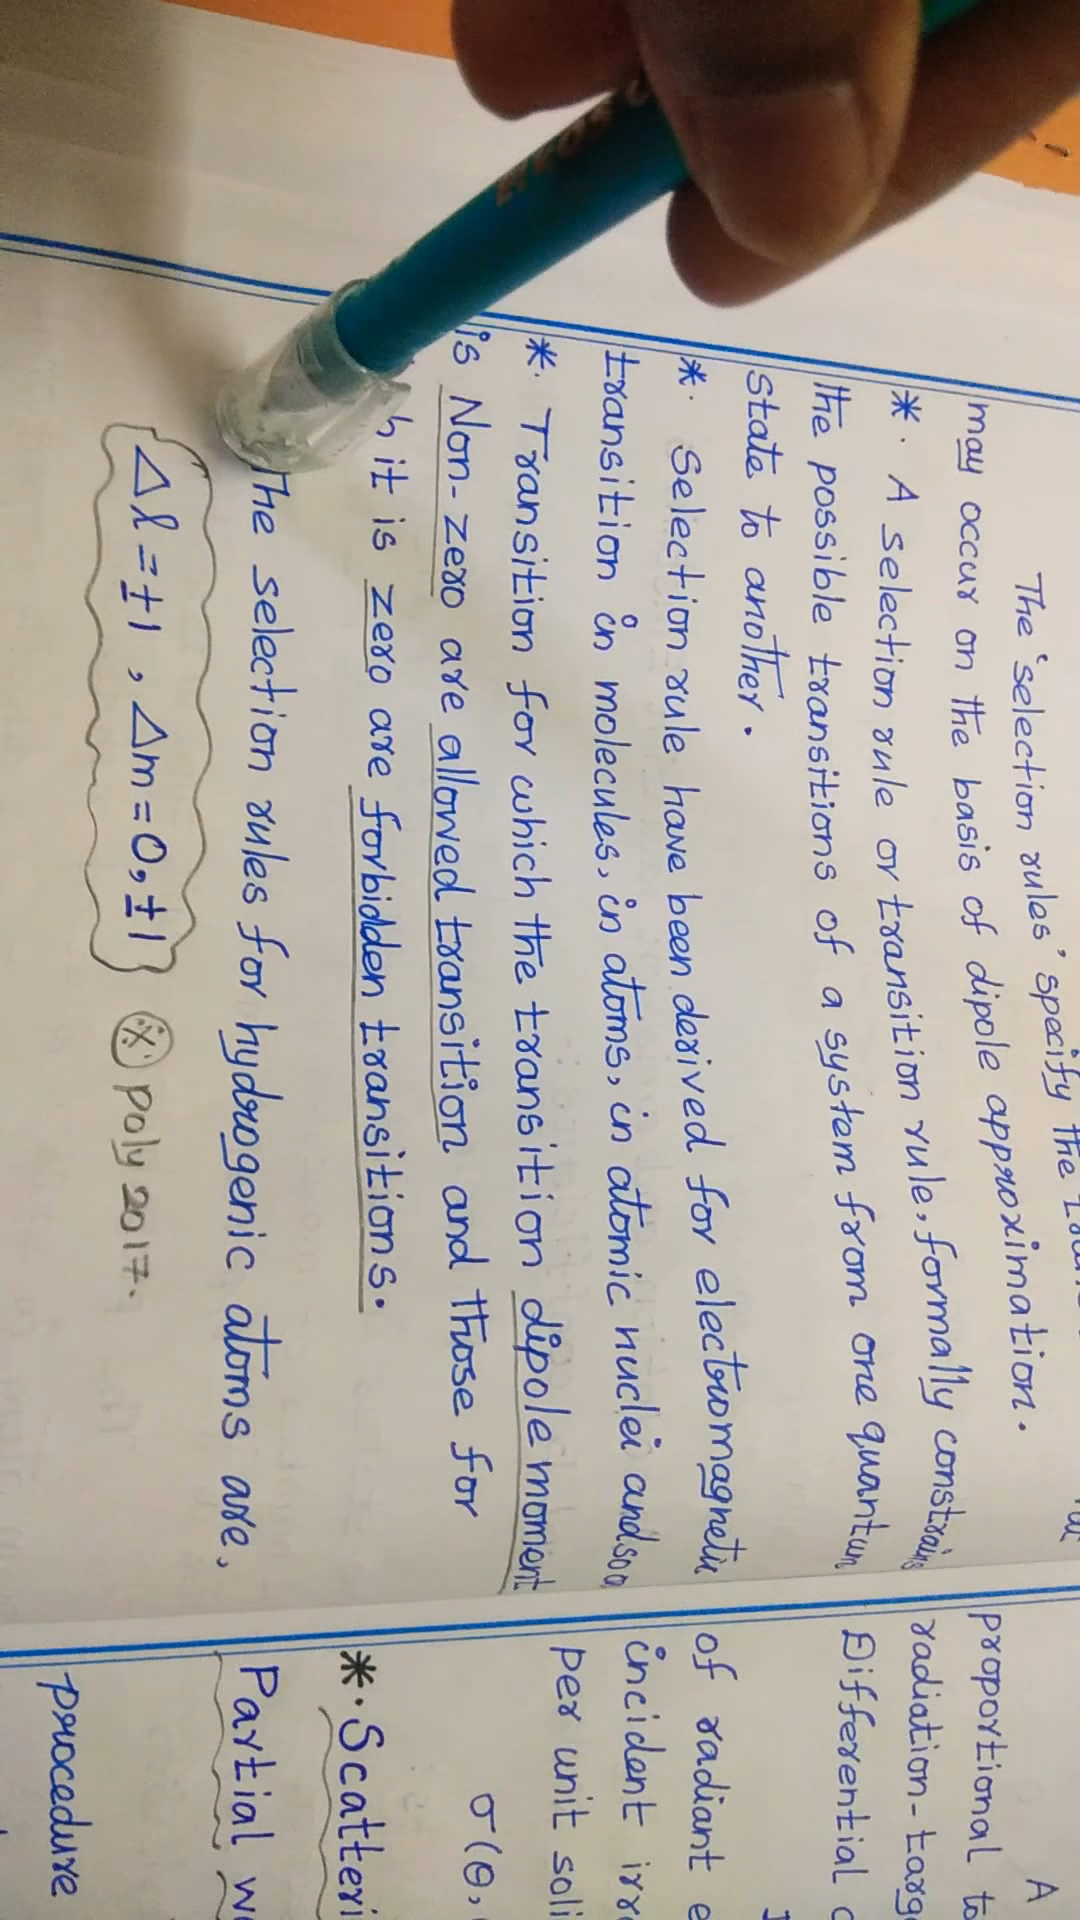 The 'selection rules' specify the
may occur on the basis of dipole approximation.
*. A selection rule or transition rule, formally constrains
the possible transitions of a system from one quantum
state to another.
*. Selection rule have been derived for electromagnetic
transition in molecules, in atoms, in atomic nuclei and soo
*. Transition for which the transition dipole moment
is Non-zero are allowed transition and those for
h it is zero are forbidden transitions.
The selection rules for hydrogenic atoms are,
Δl = ±1, Δm = 0, ±1 Poly 2017.
A
proportional to
radiation-targ
Differential c
of radiant e
incident irr
per unit soli
σ(θ,
*. Scatteri
Partial w
procedure